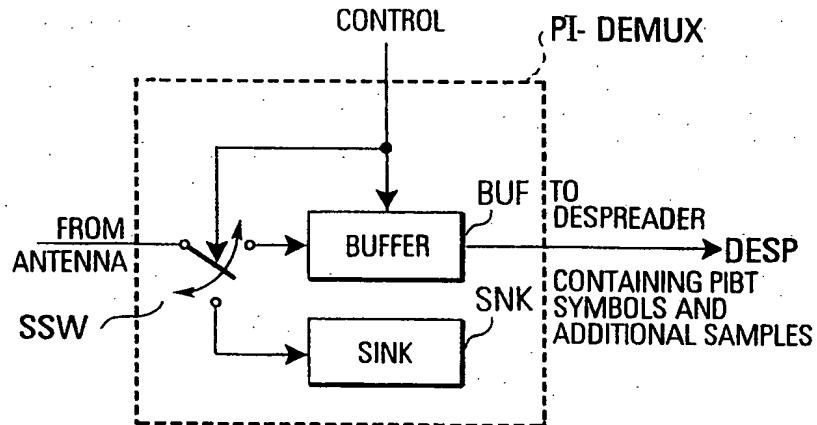 CONTROL
PI- DEMUX
FROM
ANTENNA
SSW
BUFFER
BUF
SINK
SNK
TO
DESPREADER
DESP
CONTAINING PIBT
SYMBOLS AND
ADDITIONAL SAMPLES